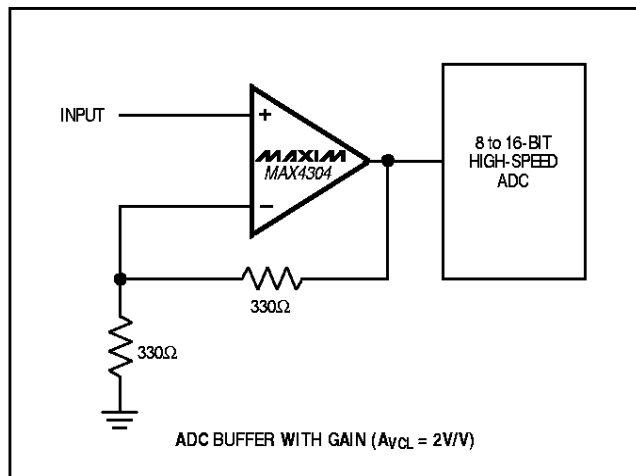 INPUT
+
MAXIM
MAX4304
−
8 to 16-BIT
HIGH-SPEED
ADC
330Ω
330Ω
ADC BUFFER WITH GAIN (AVCL = 2V/V)